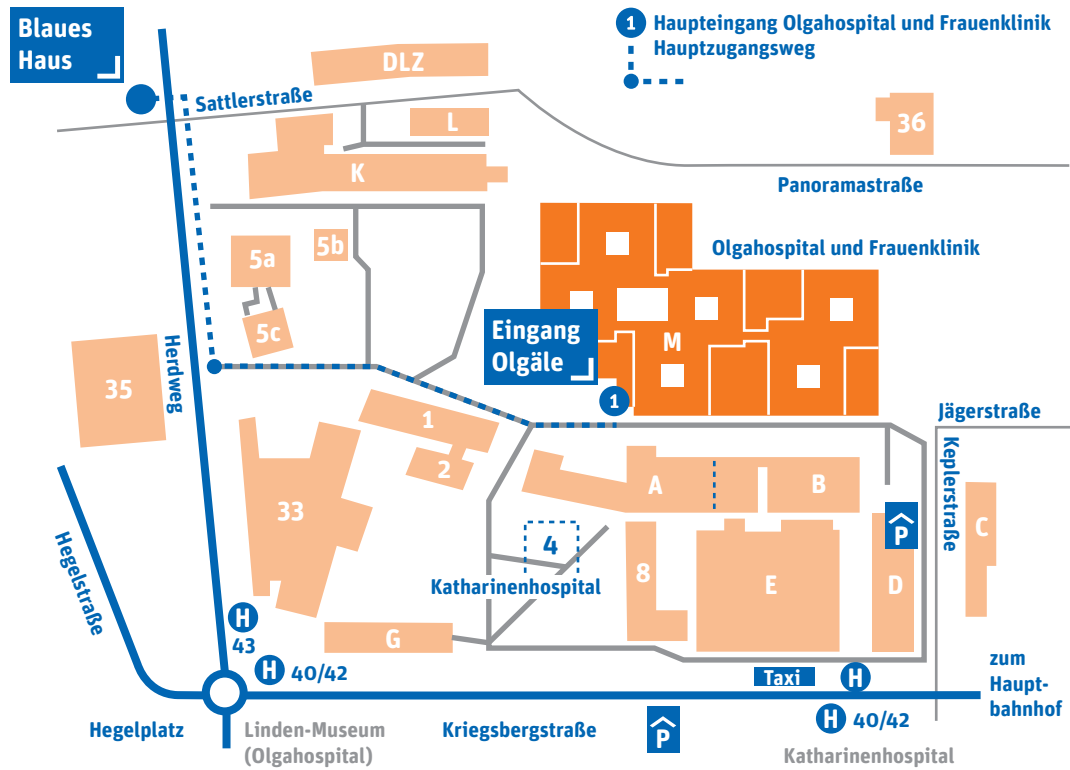 Blaues
Haus
1 Haupteingang Olgahospital und Frauenklinik
Hauptzugangsweg
DLZ
Sattlerstraße
L
36
K
Panoramastraße
5b
5a
Olgahospital und Frauenklinik
5c
Eingang
Olgäle
M
Herdweg
35
1
1
Jägerstraße
2
Keplerstraße
A
B
33
C
P
4
Hegelstraße
Katharinenhospital
8
E
D
H
43
G
H 40/42
Taxi
H
zum
Haupt-
bahnhof
Hegelplatz
Linden-Museum
(Olgahospital)
Kriegsbergstraße
P
H 40/42
Katharinenhospital